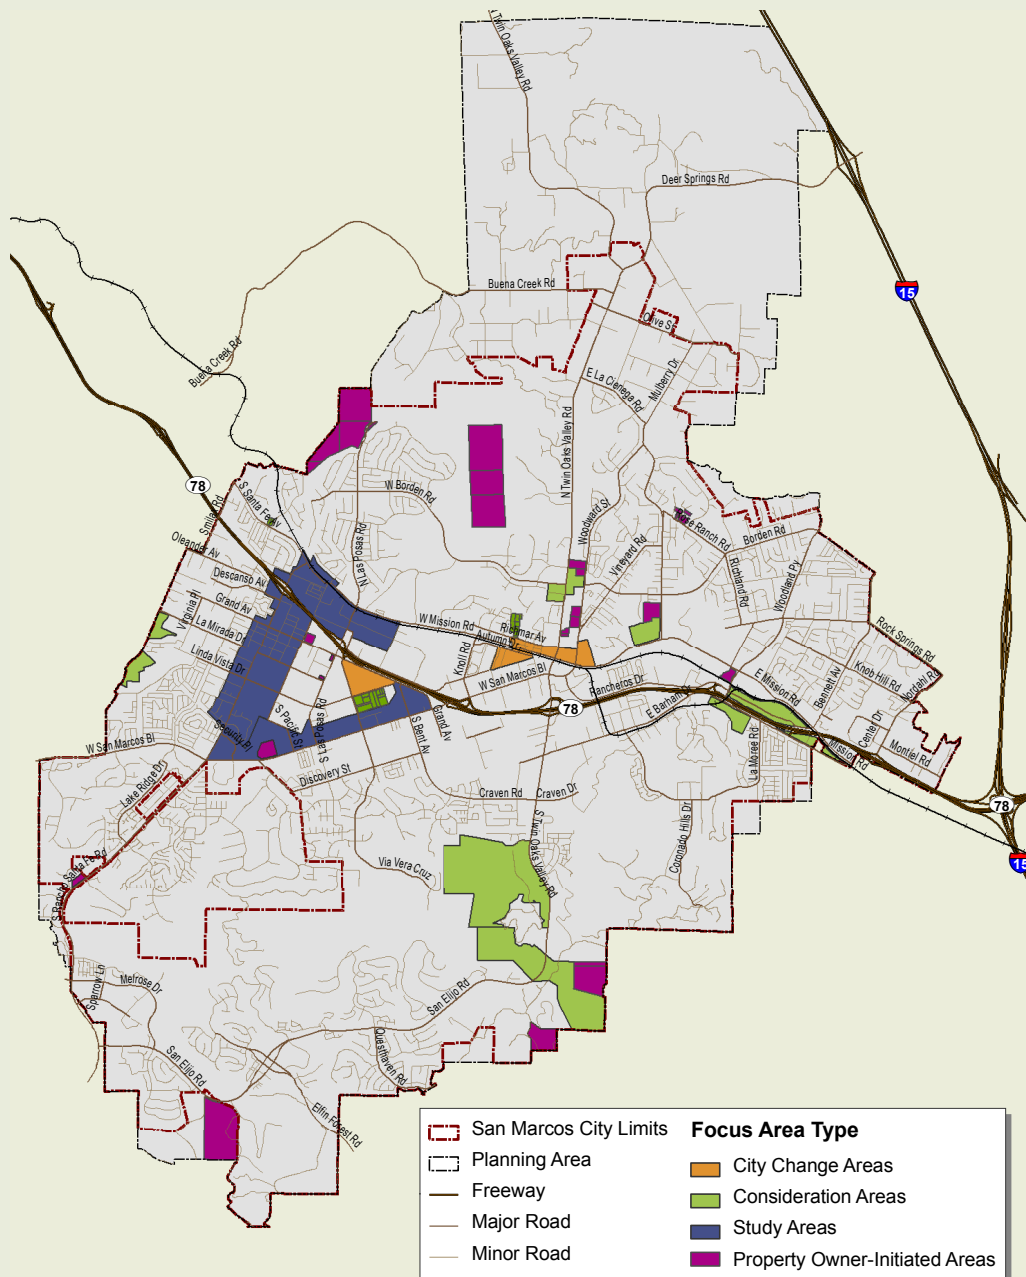 N Twin Oaks Valley Rd
Deer Springs Rd
15
Buena Creek Rd
Olive St
Buena Creek Rd
E La Cienega Rd
Mulberry Dr
N Twin Oaks Valley Rd
78
W Borden Rd
S Santa Fe Av
Smilax Rd
N Las Posas Rd
Woodward St
Rose Ranch Rd
Borden Rd
Oleander Av
Vineyard Rd
Richland Rd
Woodland Py
Descanso Av
Grand Av
Virginia Pl
La Mirada Dr
W Mission Rd
Richmar Av
Autumn Dr
Rock Springs Rd
Linda Vista Dr
Knoll Rd
W San Marcos Bl
Rancheros Dr
E Mission Rd
Bennett Av
Knob Hill Rd
Nordahl Rd
78
E Barham Dr
S Pacific St
S Las Posas Rd
S Bent Av
Grand Av
Security Pl
Center Dr
Montiel Rd
Mission Rd
La Moree Rd
W San Marcos Bl
Discovery St
Lake Ridge Dr
Craven Rd
Craven Dr
78
S Twin Oaks Valley Rd
Coronado Hills Dr
15
Via Vera Cruz
S Rancho Santa Fe Rd
Sparrow Ln
Melrose Dr
San Elijo Rd
San Elijo Rd
Questhaven Rd
Elfin Forest Rd
San Marcos City Limits
Planning Area
Freeway
Major Road
Minor Road
Focus Area Type
City Change Areas
Consideration Areas
Study Areas
Property Owner-Initiated Areas